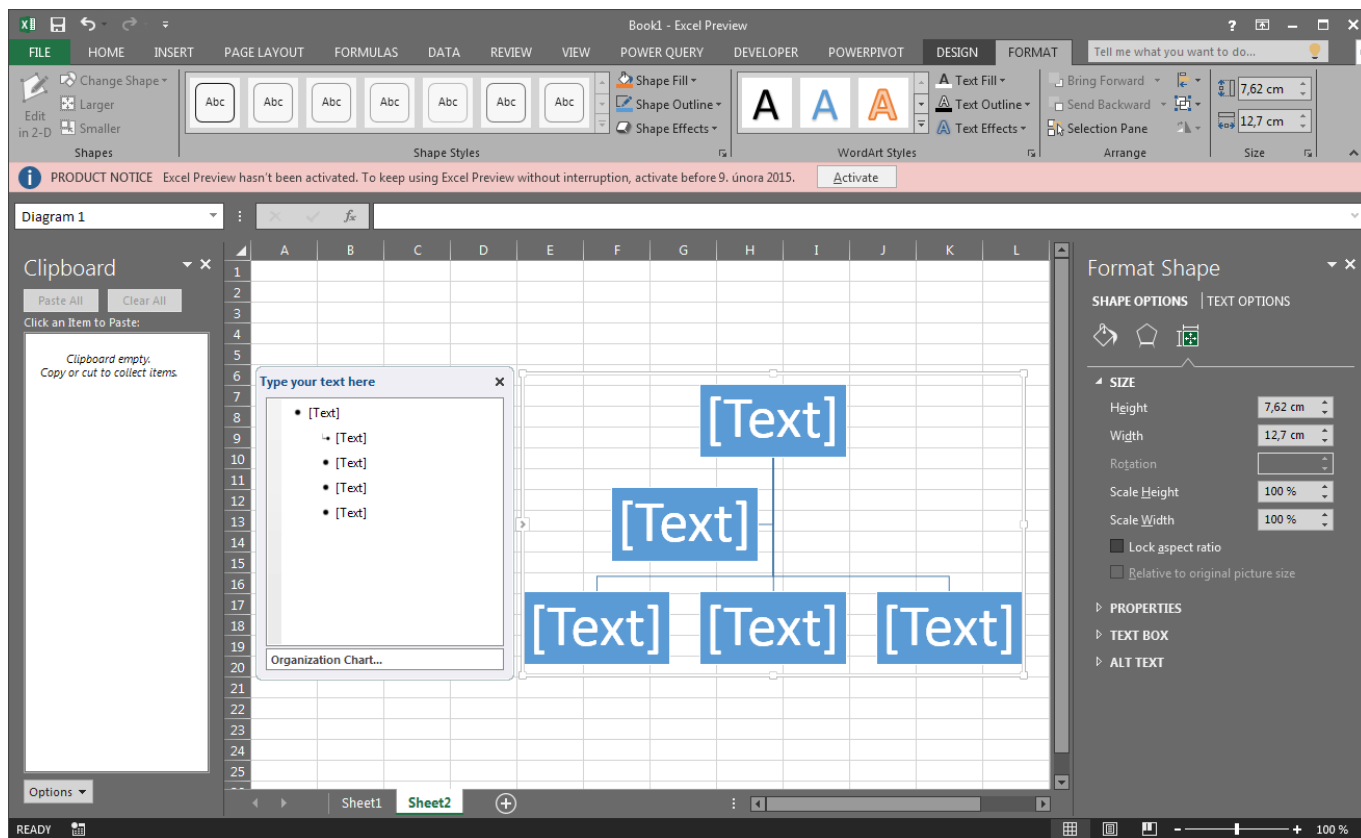 Book1 - Excel Preview
FILE HOME INSERT PAGE LAYOUT FORMULAS DATA REVIEW VIEW POWER QUERY DEVELOPER POWERPIVOT DESIGN FORMAT Tell me what you want to do...
Edit in 2-D
Change Shape
Larger
Smaller
Shapes
Abc Abc Abc Abc Abc Abc Abc
Shape Fill
Shape Outline
Shape Effects
Shape Styles
A A A
Text Fill
Text Outline
Text Effects
WordArt Styles
Bring Forward
Send Backward
Selection Pane
Arrange
7,62 cm
12,7 cm
Size
PRODUCT NOTICE Excel Preview hasn't been activated. To keep using Excel Preview without interruption, activate before 9. února 2015. Activate
Diagram 1
fx
Clipboard
Paste All Clear All
Click an Item to Paste:
Clipboard empty.
Copy or cut to collect items.
Options
A B C D E F G H I J K L
1
2
3
4
5
6
7
8
9
10
11
12
13
14
15
16
17
18
19
20
21
22
23
24
25
Type your text here
[Text]
[Text]
[Text]
[Text]
[Text]
Organization Chart...
[Text]
[Text]
[Text] [Text] [Text]
Format Shape
SHAPE OPTIONS TEXT OPTIONS
SIZE
Height 7,62 cm
Width 12,7 cm
Rotation
Scale Height 100 %
Scale Width 100 %
Lock aspect ratio
Relative to original picture size
PROPERTIES
TEXT BOX
ALT TEXT
Sheet1 Sheet2
READY
100 %